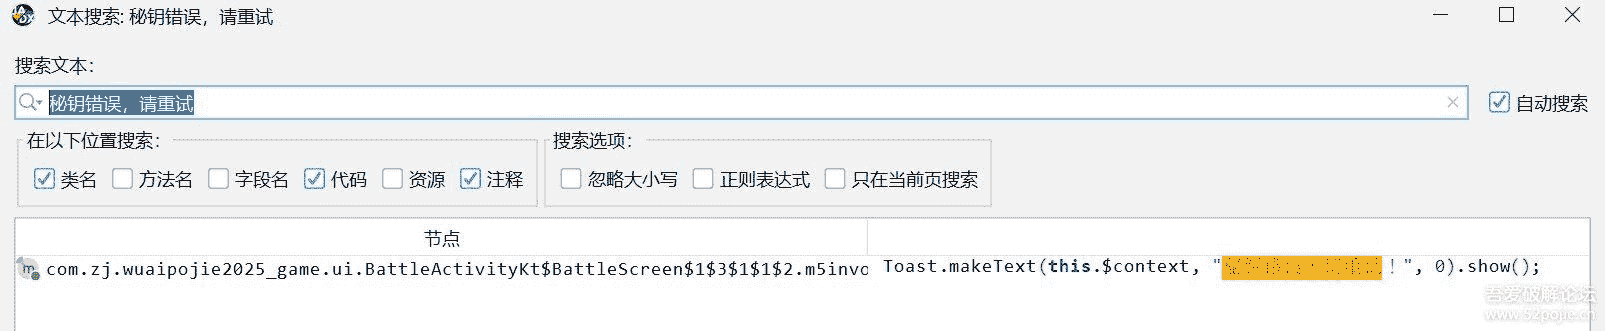 文本搜索: 秘钥错误，请重试
搜索文本：
秘钥错误，请重试
自动搜索
在以下位置搜索：
类名 方法名 字段名 代码 资源 注释
搜索选项：
忽略大小写 正则表达式 只在当前页搜索
节点
com.zj.wuaipojie2025_game.ui.BattleActivityKt$BattleScreen$1$3$1$1$2.m5invo Toast.makeText(this.$context, "！", 0).show();
吾爱破解论坛
www.52pojie.cn